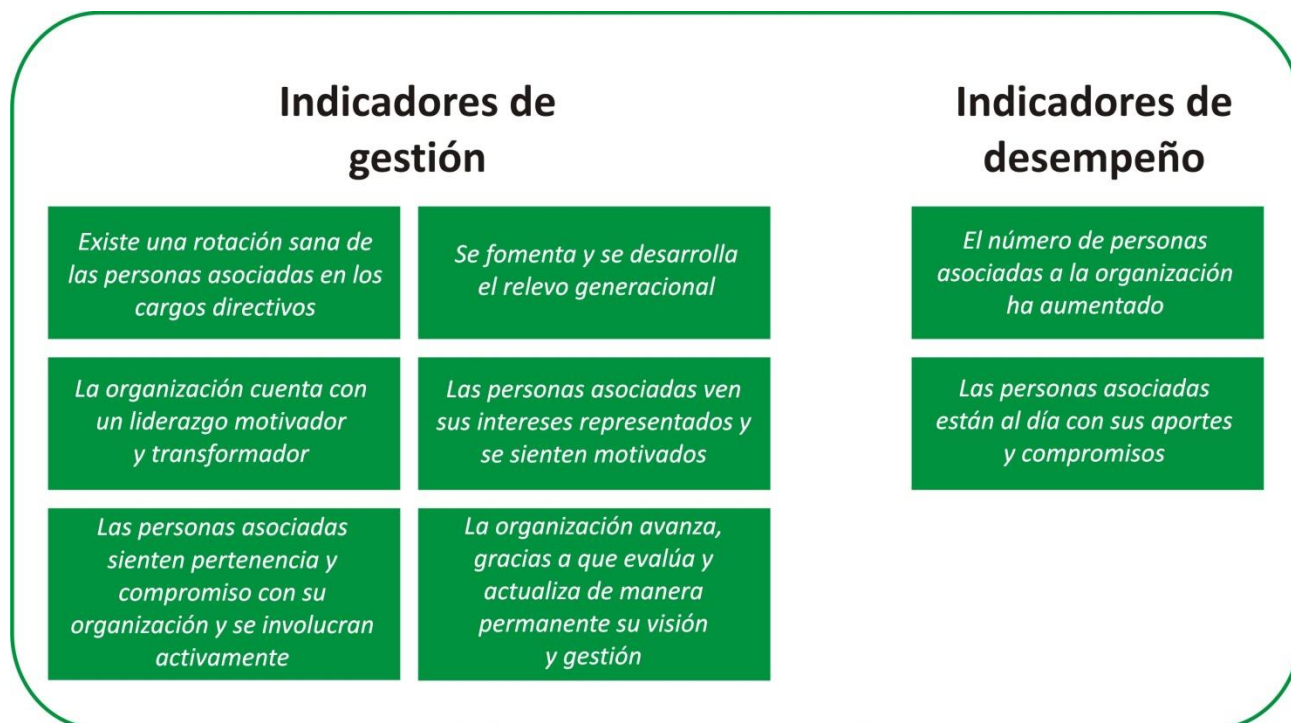 Indicadores de
gestión
Existe una rotación sana de
las personas asociadas en los
cargos directivos
Se fomenta y se desarrolla
el relevo generacional
La organización cuenta con
un liderazgo motivador
y transformador
Las personas asociadas ven
sus intereses representados y
se sienten motivados
Las personas asociadas
sienten pertenencia y
compromiso con su
organización y se involucran
activamente
La organización avanza,
gracias a que evalúa y
actualiza de manera
permanente su visión
y gestión
Indicadores de
desempeño
El número de personas
asociadas a la organización
ha aumentado
Las personas asociadas
están al día con sus aportes
y compromisos